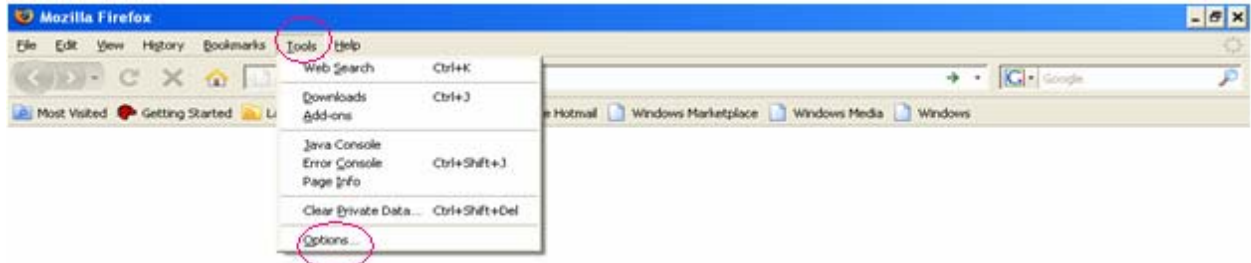 Mozilla Firefox
File Edit View History Bookmarks Tools Help
Web Search Ctrl+K
Google
Downloads Ctrl+J
Most Visited Getting Started Hotmail Windows Marketplace Windows Media Windows
Add-ons
Java Console
Error Console Ctrl+Shift+J
Page Info
Clear Private Data... Ctrl+Shift+Del
Options...